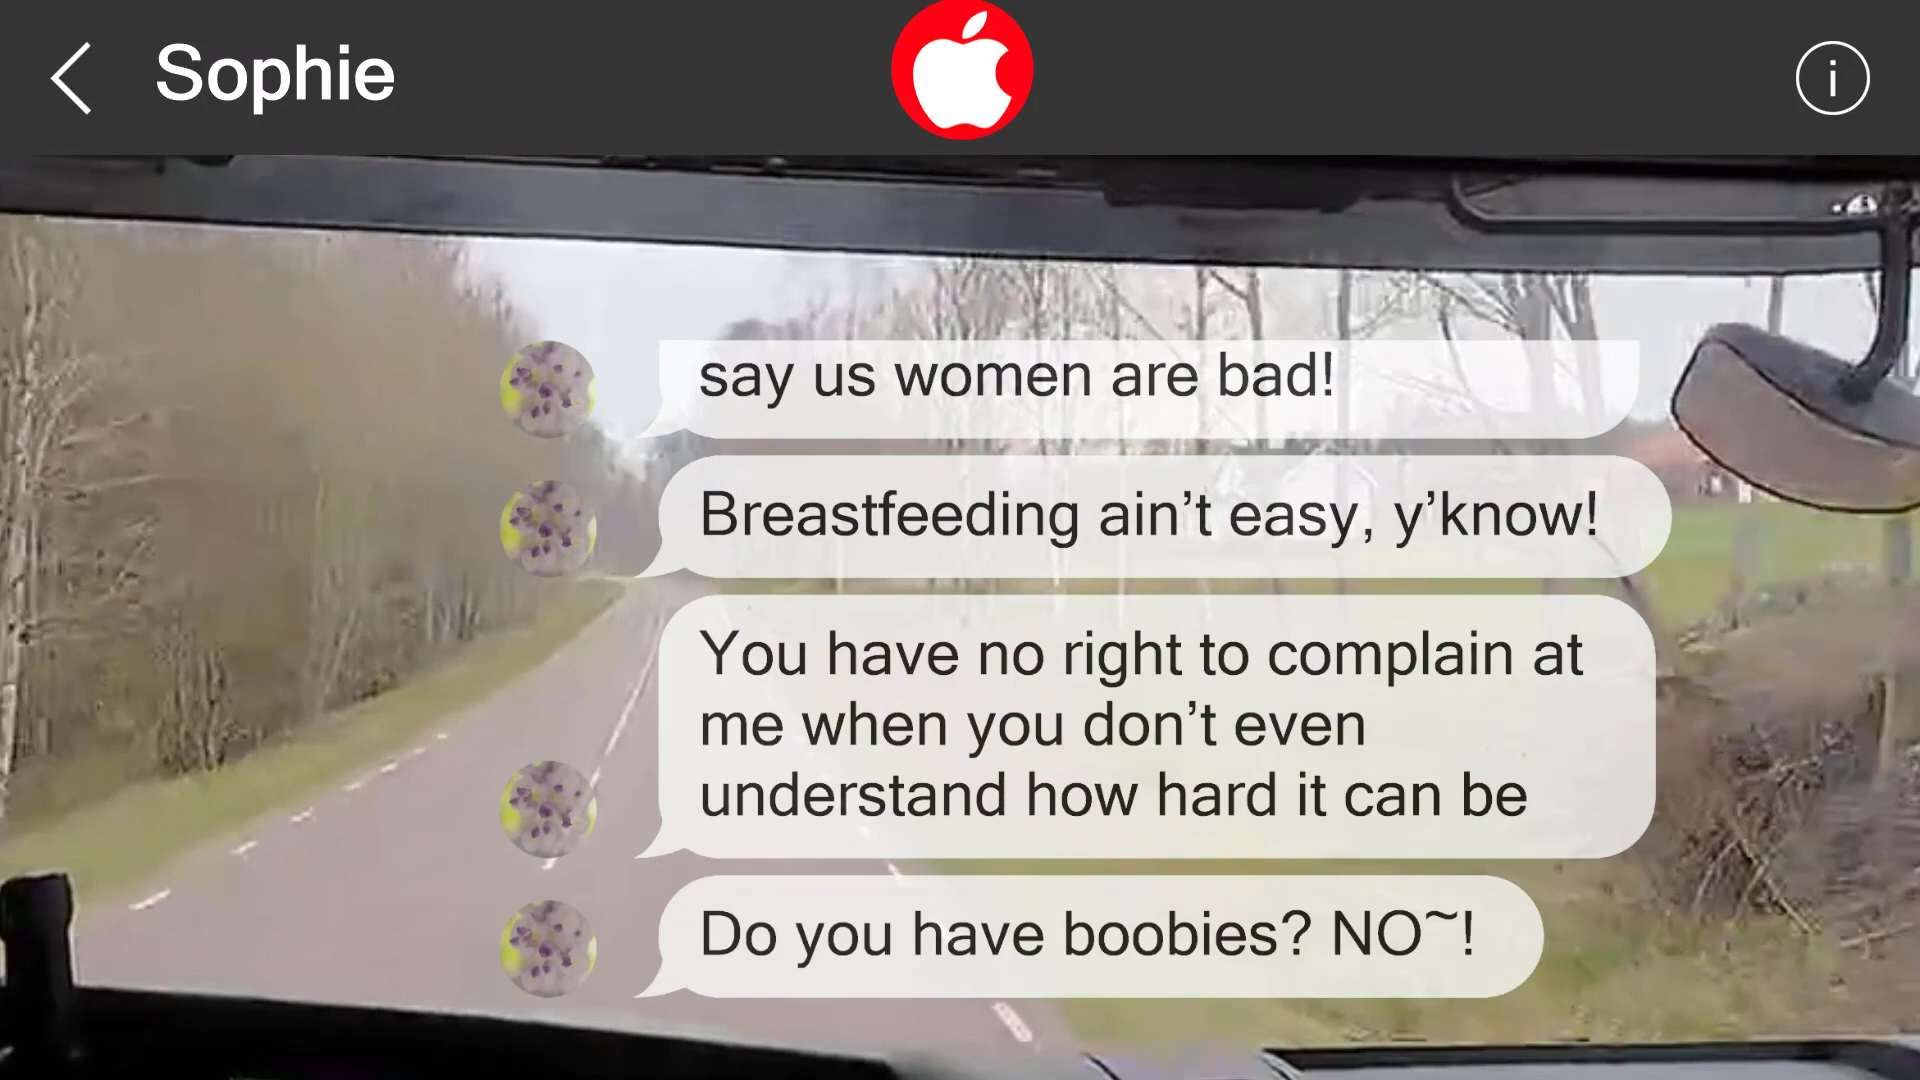 Sophie
i
say us women are bad!
Breastfeeding ain’t easy, y’know!
You have no right to complain at
me when you don’t even
understand how hard it can be
Do you have boobies? NO~!